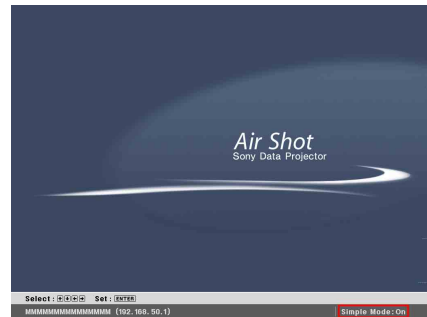 Air Shot
Sony Data Projector
Select : Set : ENTER
MMMMMMMMMMMMMMMM (192. 168. 50. 1) Simple Mode: On